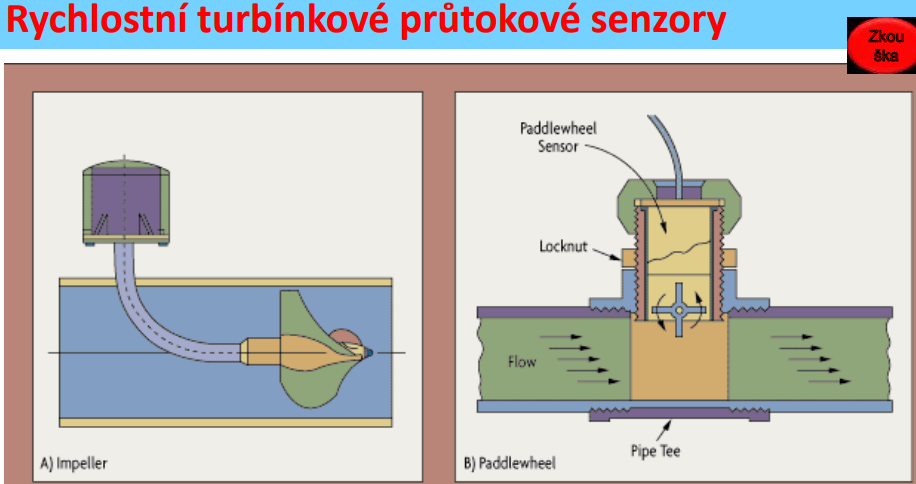 Rychlostní turbínkové průtokové senzory
Zkou
ška
Paddlewheel
Sensor
Locknut
Flow
Pipe Tee
A) Impeller
B) Paddlewheel